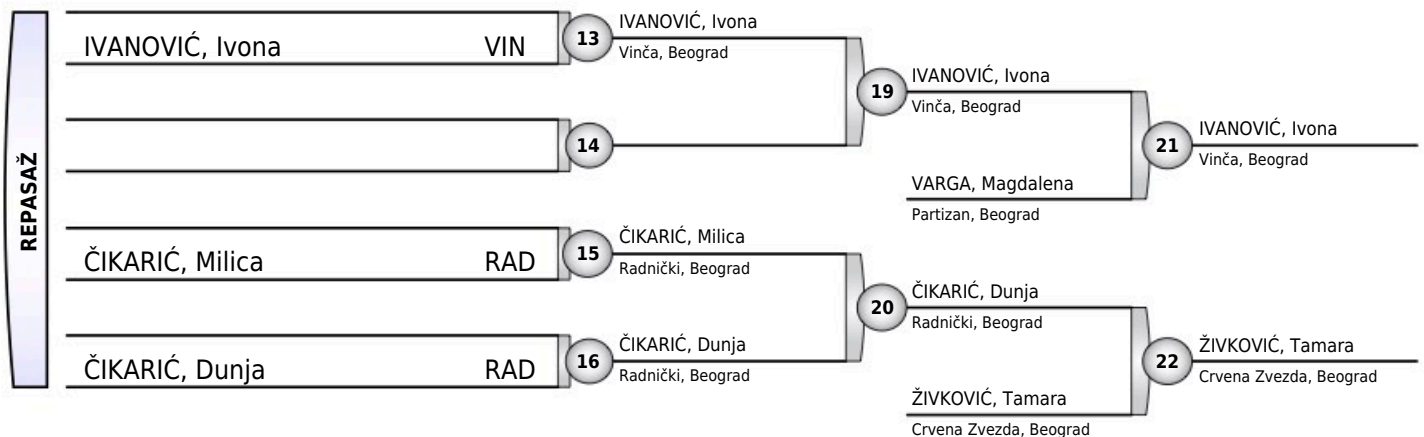 REPASAŽ
IVANOVIĆ, Ivona VIN
13
IVANOVIĆ, Ivona
Vinča, Beograd
14
19
IVANOVIĆ, Ivona
Vinča, Beograd
VARGA, Magdalena
Partizan, Beograd
21
IVANOVIĆ, Ivona
Vinča, Beograd
ČIKARIĆ, Milica RAD
15
ČIKARIĆ, Milica
Radnički, Beograd
ČIKARIĆ, Dunja RAD
16
ČIKARIĆ, Dunja
Radnički, Beograd
20
ČIKARIĆ, Dunja
Radnički, Beograd
ŽIVKOVIĆ, Tamara
Crvena Zvezda, Beograd
22
ŽIVKOVIĆ, Tamara
Crvena Zvezda, Beograd